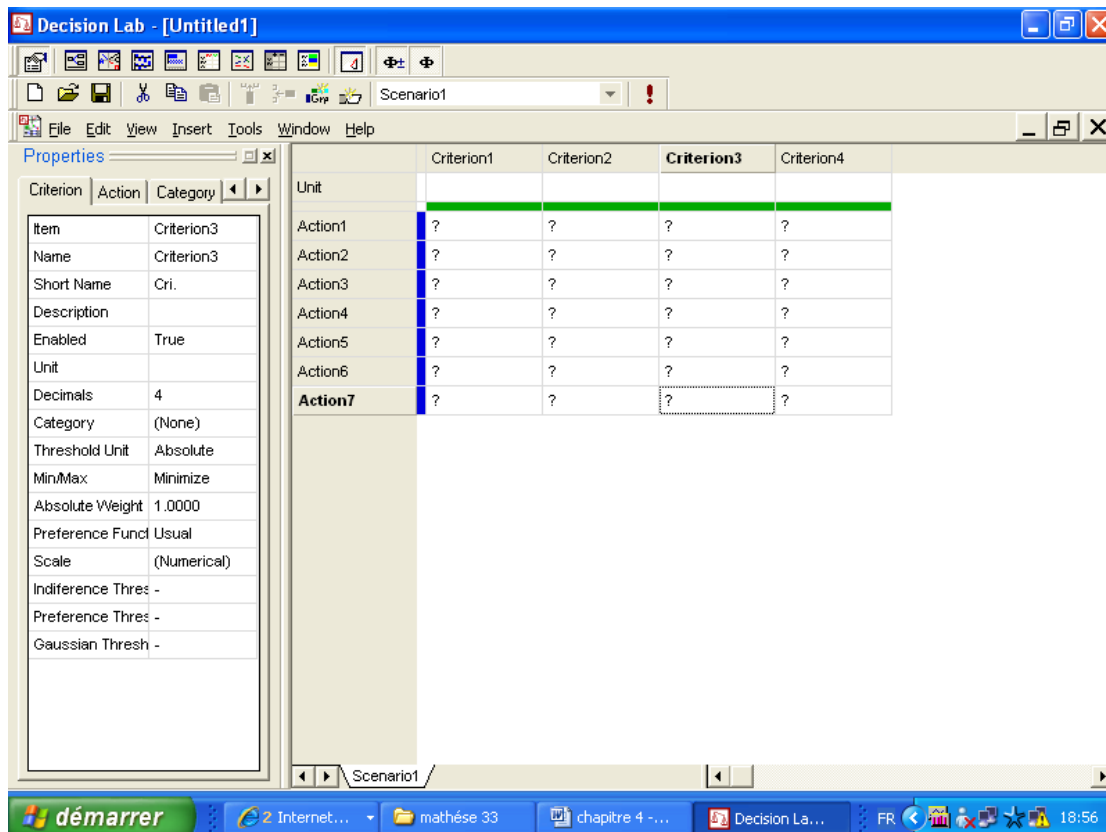 Decision Lab - [Untitled1]
Φ± Φ
iGrp Scenario1
File Edit View Insert Tools Window Help
Properties
Criterion Action Category
Item Criterion3
Name Criterion3
Short Name Cri.
Description
Enabled True
Unit
Decimals 4
Category (None)
Threshold Unit Absolute
Min/Max Minimize
Absolute Weight 1.0000
Preference Funct Usual
Scale (Numerical)
Indiference Thres -
Preference Thres -
Gaussian Thresh -
Criterion1 Criterion2 Criterion3 Criterion4
Unit
Action1 ? ? ? ?
Action2 ? ? ? ?
Action3 ? ? ? ?
Action4 ? ? ? ?
Action5 ? ? ? ?
Action6 ? ? ? ?
Action7 ? ? ? ?
Scenario1
démarrer 2 Internet... mathése 33 chapitre 4 -... Decision La... FR 18:56